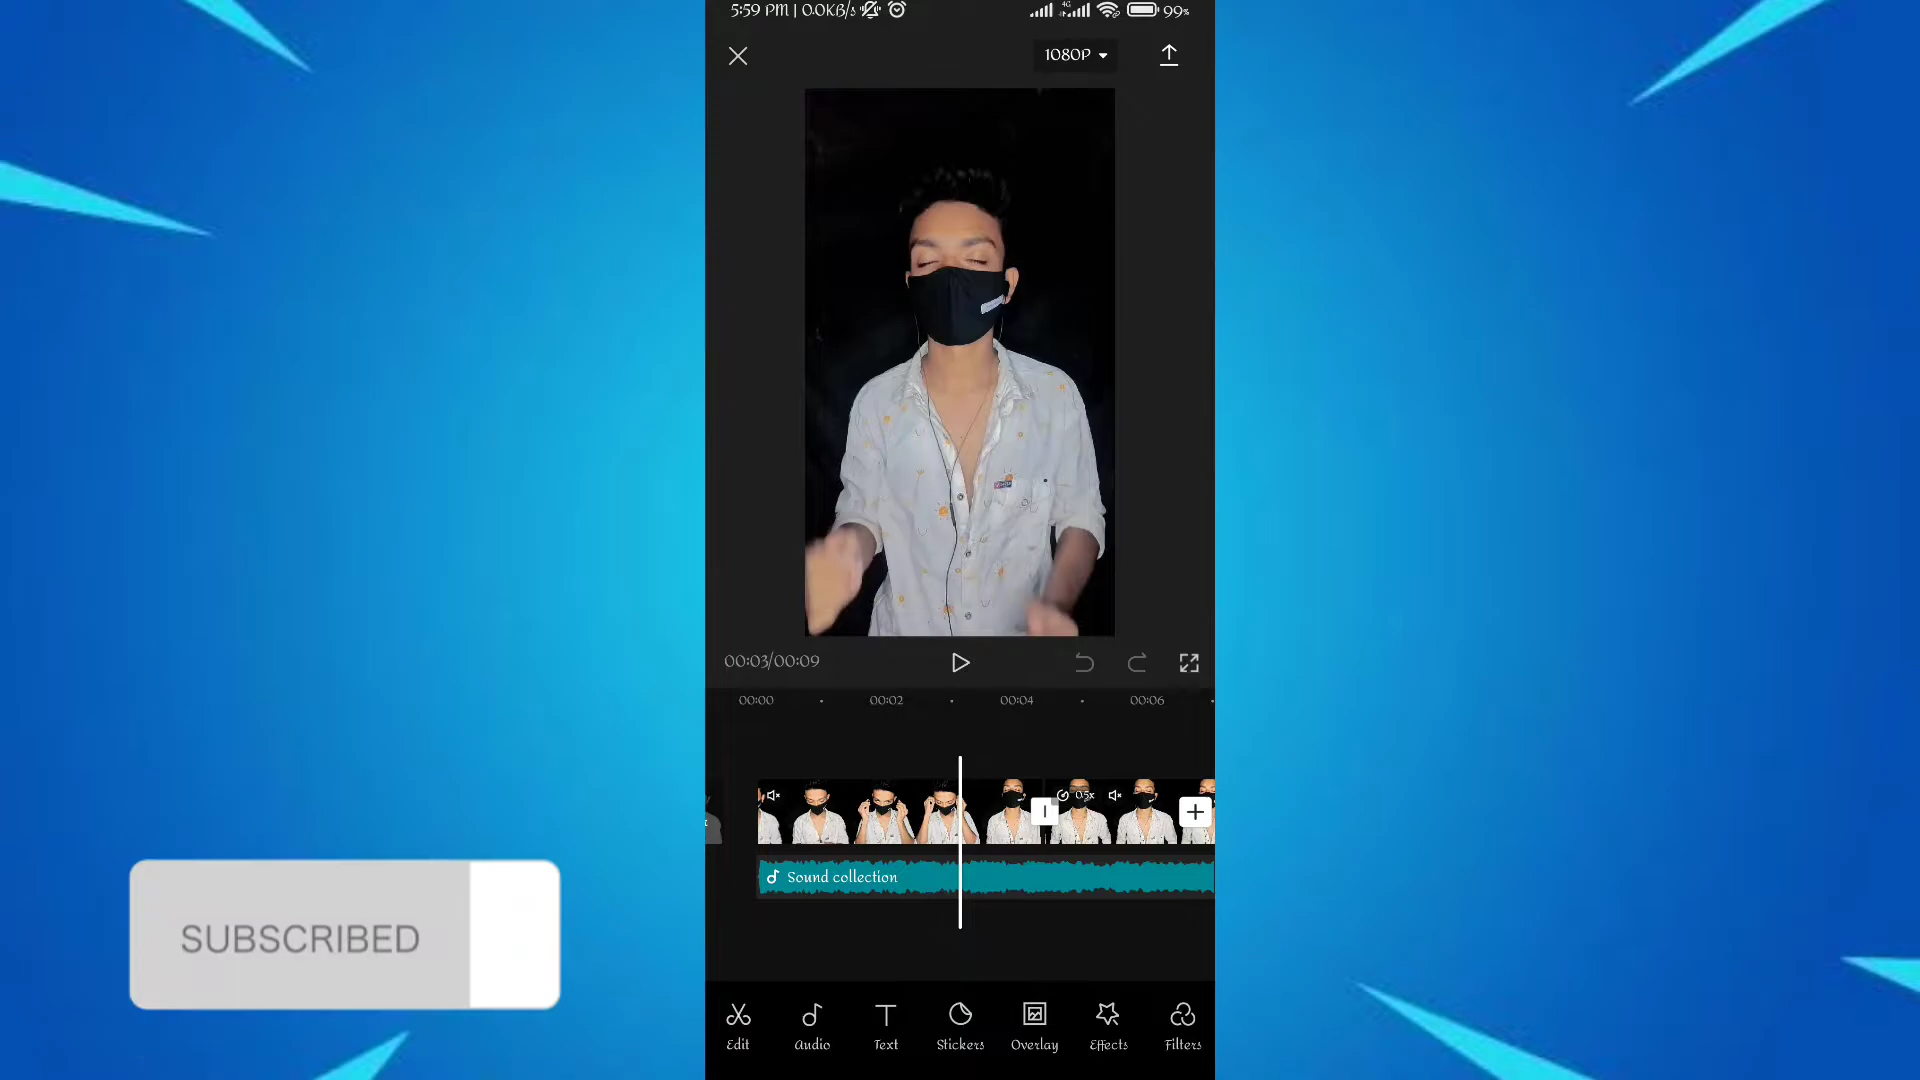 5:59 PM | 0.0KB/s
4G
99%
1080P
00:03/00:09
00:00
00:02
00:04
00:06
0.5x
Sound collection
SUBSCRIBED
Edit
Audio
Text
Stickers
Overlay
Effects
Filters